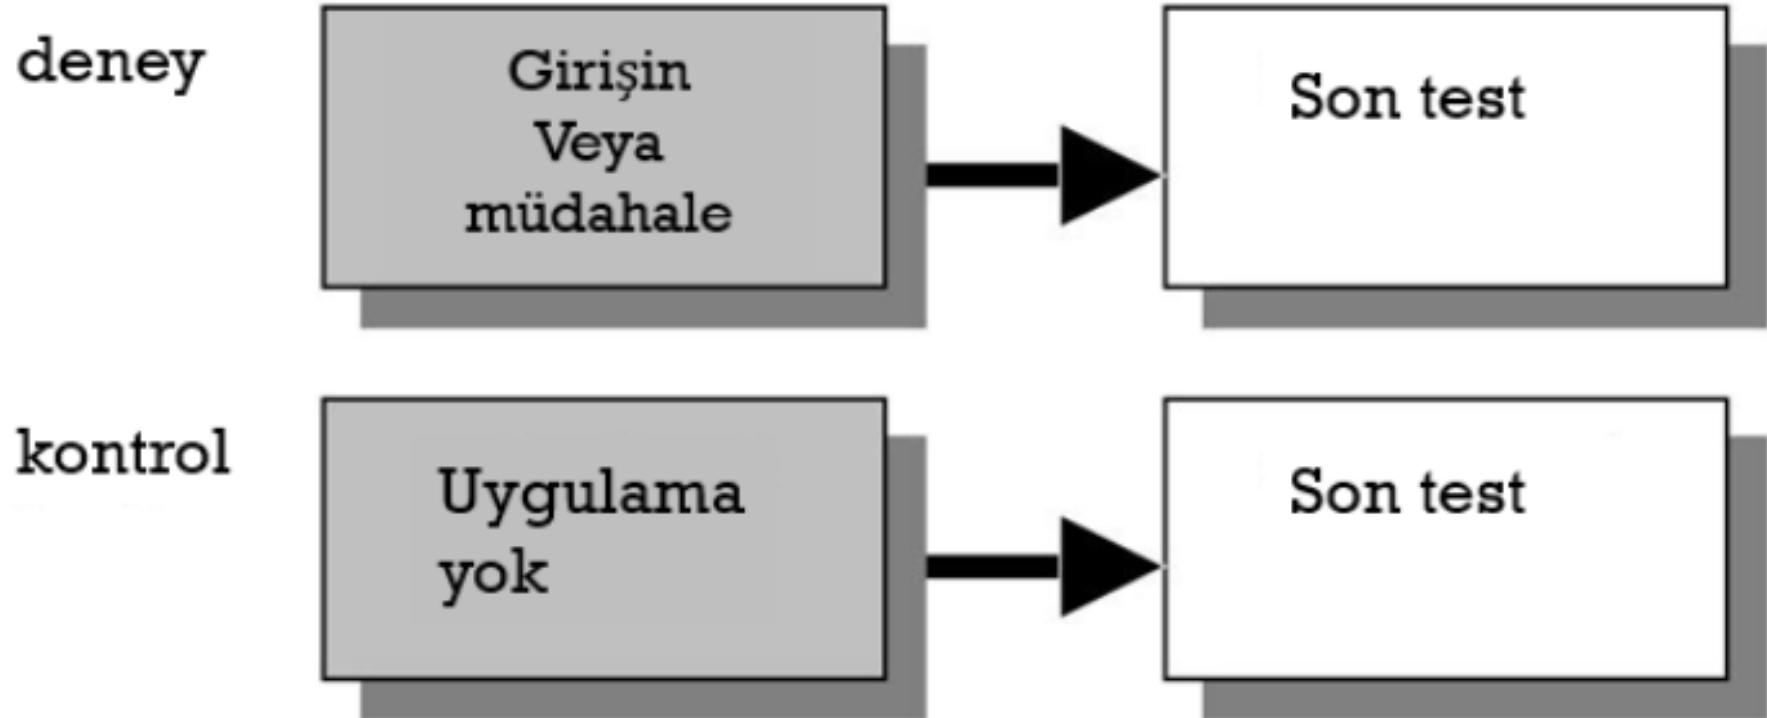 deney
Girişin
Veya
müdahale
Son test
kontrol
Uygulama
yok
Son test